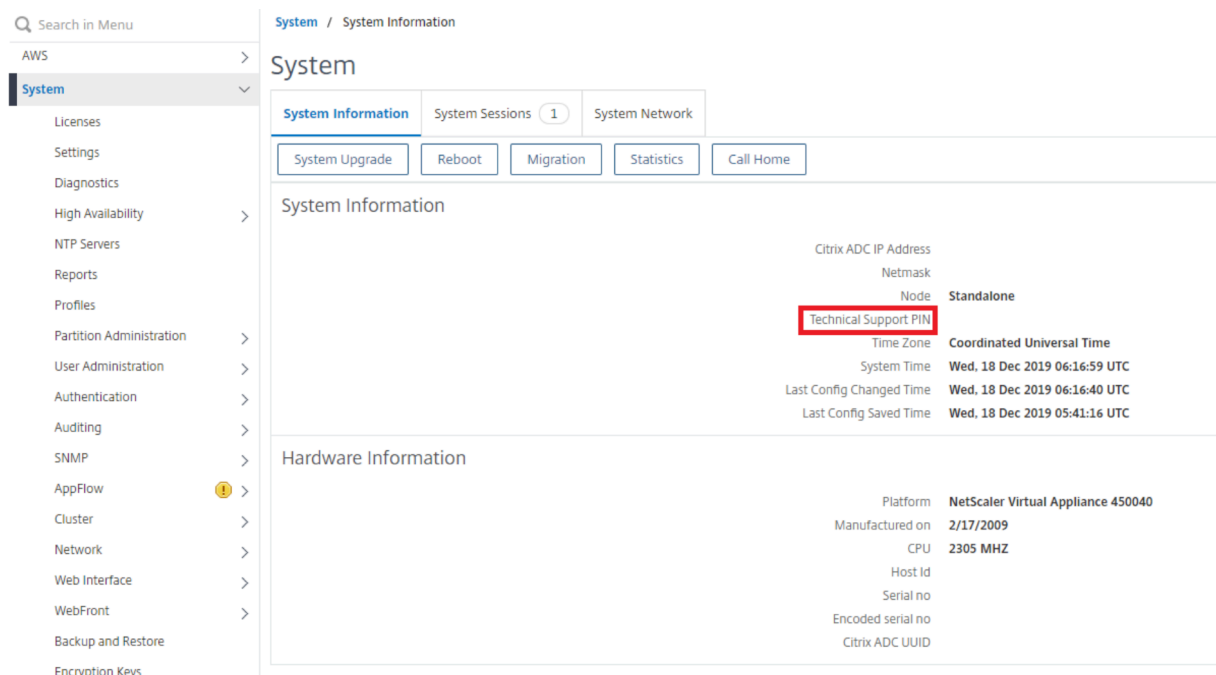 Search in Menu
AWS
System
Licenses
Settings
Diagnostics
High Availability
NTP Servers
Reports
Profiles
Partition Administration
User Administration
Authentication
Auditing
SNMP
AppFlow
Cluster
Network
Web Interface
WebFront
Backup and Restore
Encryption Keys
System / System Information
System
System Information System Sessions 1 System Network
System Upgrade Reboot Migration Statistics Call Home
System Information
Citrix ADC IP Address
Netmask
Node Standalone
Technical Support PIN
Time Zone Coordinated Universal Time
System Time Wed, 18 Dec 2019 06:16:59 UTC
Last Config Changed Time Wed, 18 Dec 2019 06:16:40 UTC
Last Config Saved Time Wed, 18 Dec 2019 05:41:16 UTC
Hardware Information
Platform NetScaler Virtual Appliance 450040
Manufactured on 2/17/2009
CPU 2305 MHZ
Host Id
Serial no
Encoded serial no
Citrix ADC UUID